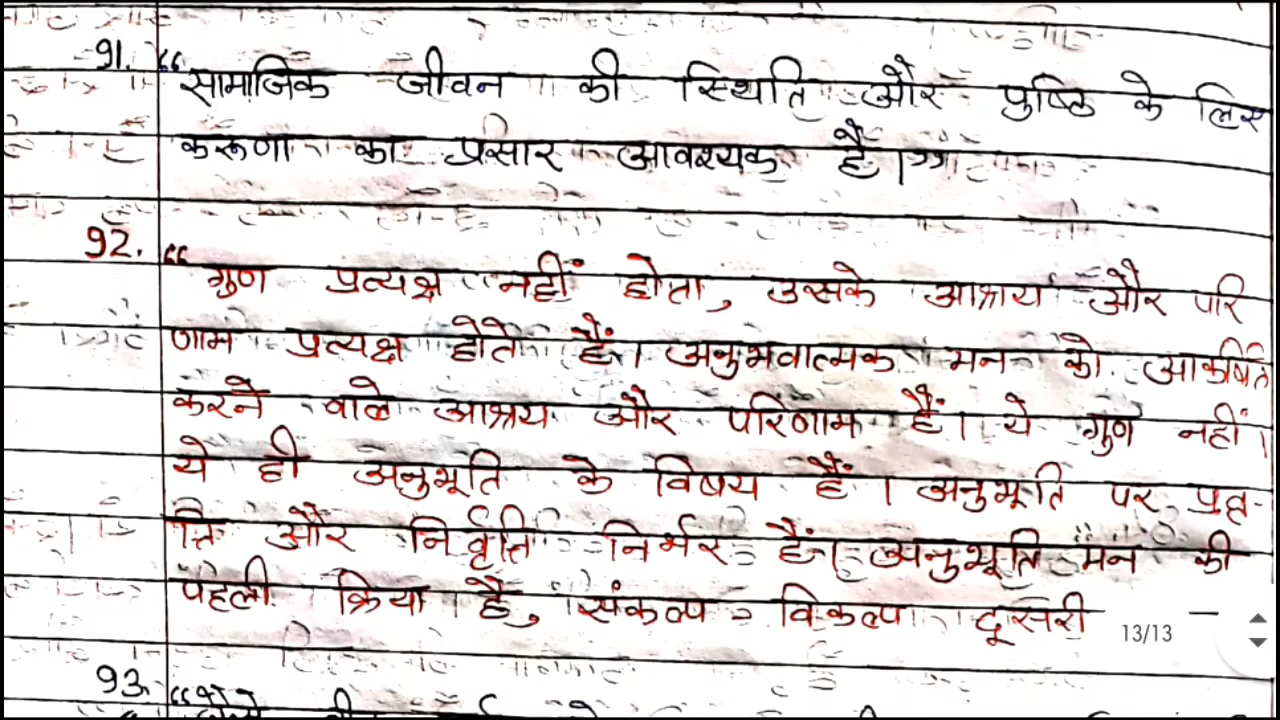 91. “सामाजिक जीवन की स्थिति और पुष्टि के लिए
करूणा का प्रसार आवश्यक है।”
92. “गुण प्रत्यक्ष नहीं होता, उसके आश्रय और परि
णाम प्रत्यक्ष होते हैं। अनुभवात्मक मन को आकर्षित
करने वाले आश्रय और परिणाम हैं। ये गुण नहीं।
ये ही अनुभूति के विषय हैं। अनुभूति पर प्रवृ-
त्ति और निर्वृत्ति निर्भर हैं। अनुभूति मन की
पहली क्रिया है, संकल्प - विकल्प दूसरी
13/13
93. “